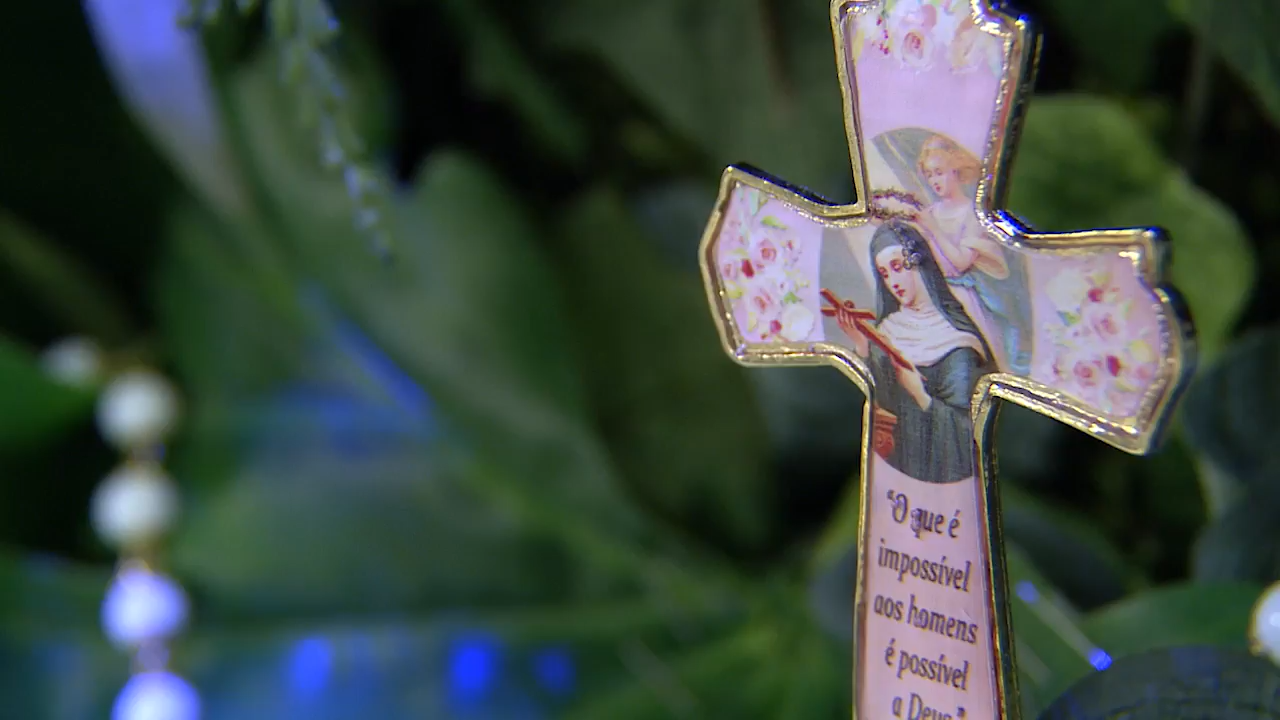 “O que é
impossível
aos homens
é possível
a Deus”